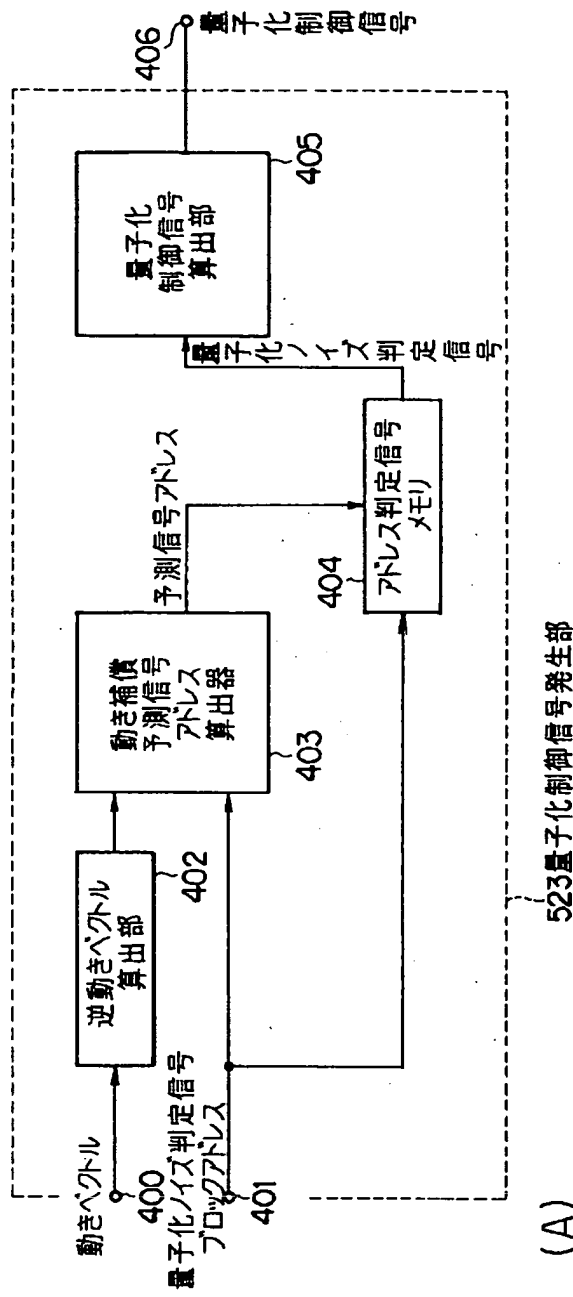 動きベクトル
400
量子化ノイズ判定信号
ブロックアドレス
401
逆動きベクトル
算出部
402
動き補償
予測信号
アドレス
算出器
403
予測信号アドレス
アドレス判定信号
メモリ
404
量子化ノイズ判定信号
量子化
制御信号
算出部
405
406
量子化制御信号
523量子化制御信号発生部
(A)